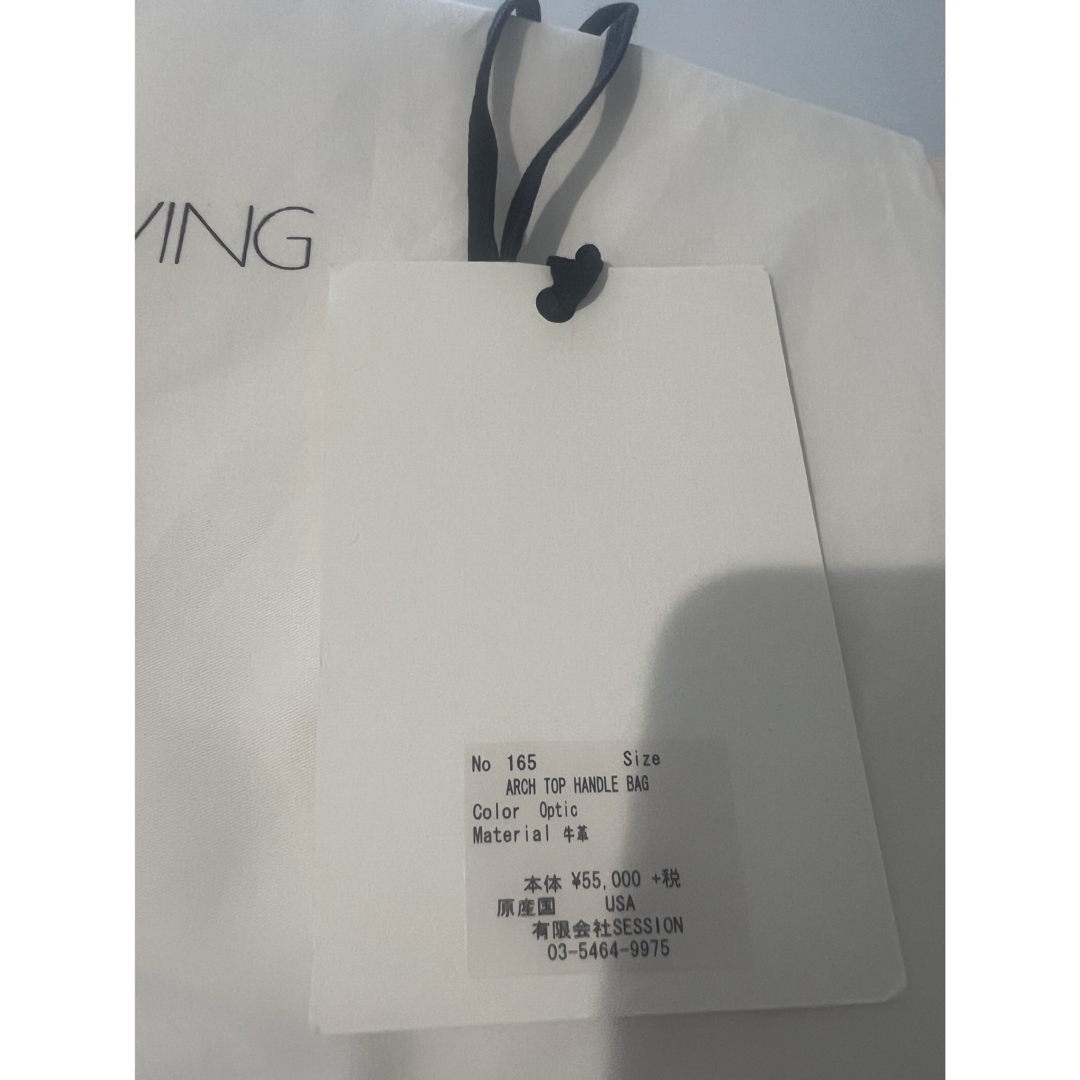 VING
No 165 Size
ARCH TOP HANDLE BAG
Color Optic
Material 牛革
本体 ¥55,000 +税
原産国 USA
有限会社SESSION
03-5464-9975